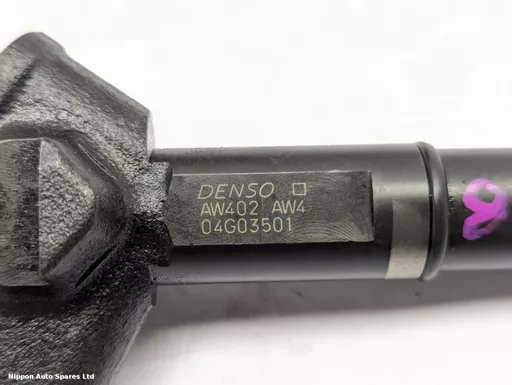 DENSO
AW402 AW4
04G03501
Nippon Auto Spares Ltd